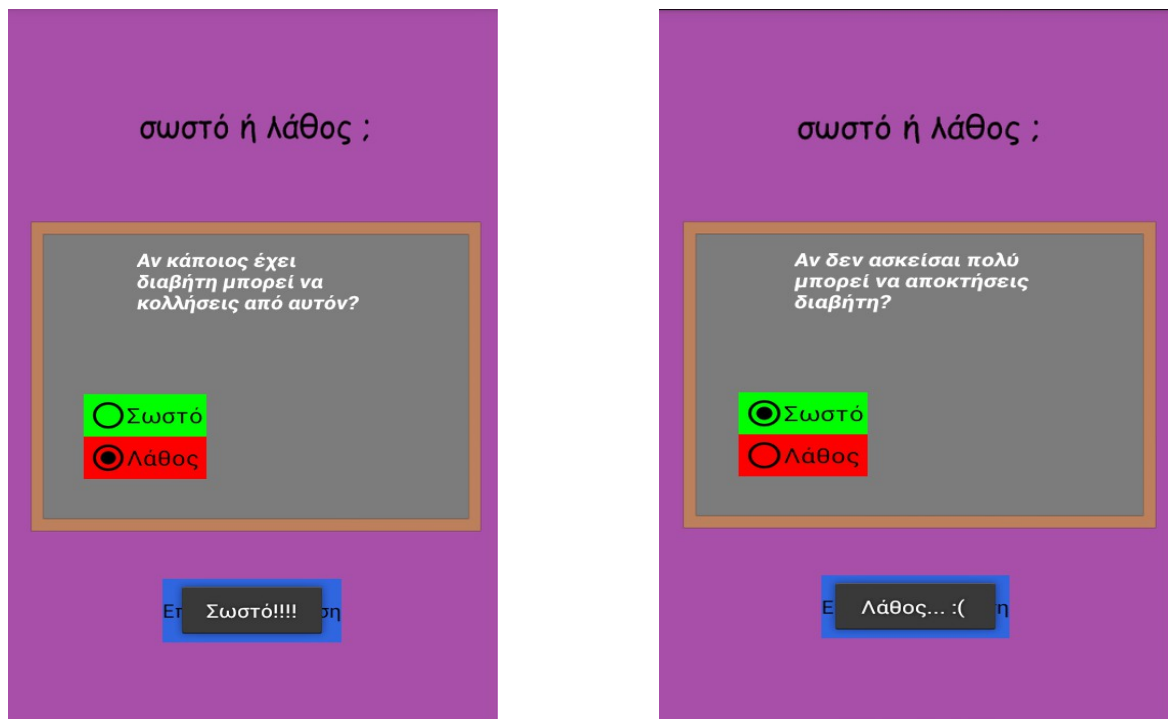 σωστό ή λάθος ;
Αν κάποιος έχει
διαβήτη μπορεί να
κολλήσεις από αυτόν?
Σωστό
Λάθος
Σωστό!!!!
σωστό ή λάθος ;
Αν δεν ασκείσαι πολύ
μπορεί να αποκτήσεις
διαβήτη?
Σωστό
Λάθος
Λάθος... :(